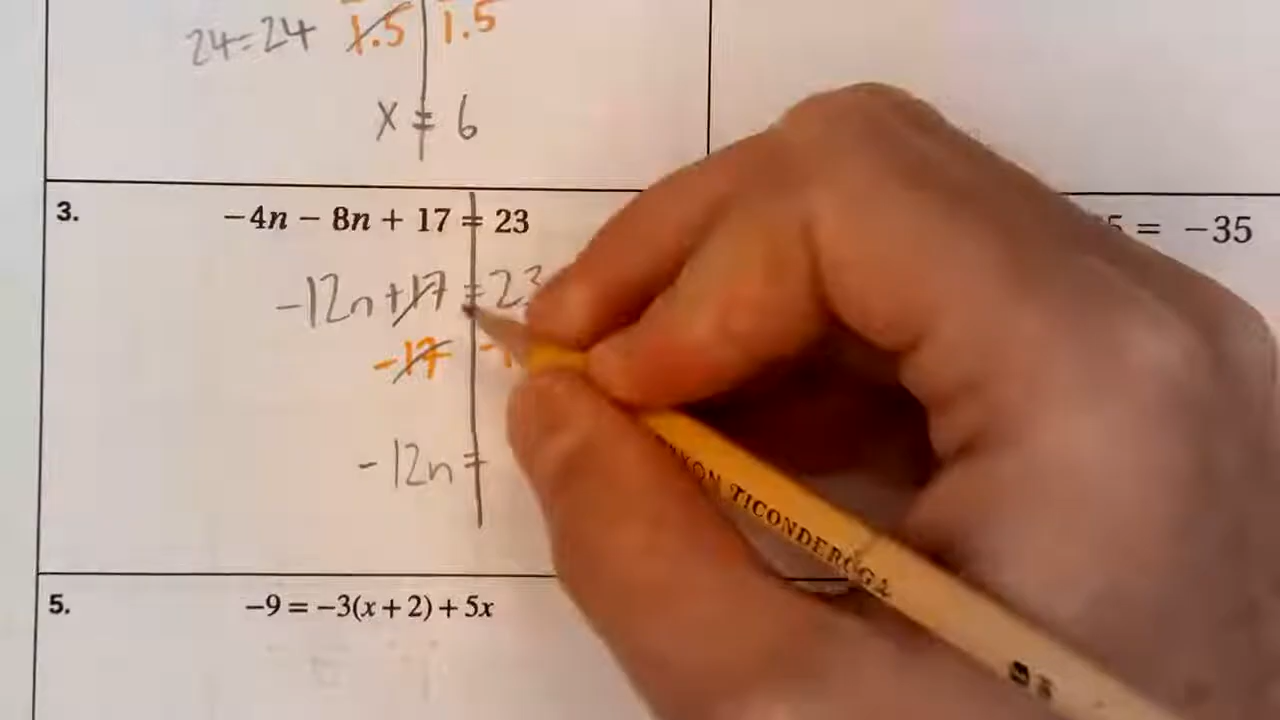 24=24 1.5 1.5
x = 6
3. −4n − 8n + 17 = 23
-12n+17 = 23
-17 -1
-12n =
5 = −35
5. −9 = −3(x + 2) + 5x
TICONDEROGA